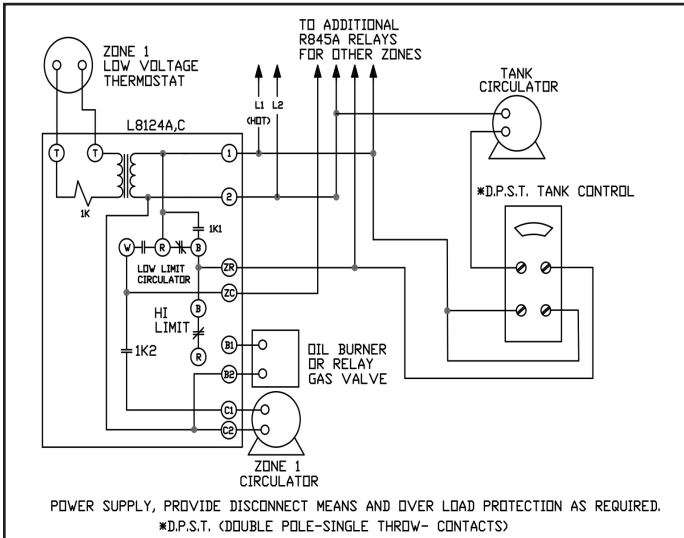 TO ADDITIONAL
R845A RELAYS
FOR OTHER ZONES
ZONE 1
LOW VOLTAGE
THERMOSTAT
TANK
CIRCULATOR
L1 L2
(HOT)
L8124A,C
T T 1
*D.P.S.T. TANK CONTROL
2
1K
1K1
W R B
LOW LIMIT
CIRCULATOR
ZR
ZC
B
HI
LIMIT
1K2
R
B1
OIL BURNER
OR RELAY
GAS VALVE
B2
C1
C2
ZONE 1
CIRCULATOR
POWER SUPPLY, PROVIDE DISCONNECT MEANS AND OVER LOAD PROTECTION AS REQUIRED.
*D.P.S.T. (DOUBLE POLE-SINGLE THROW- CONTACTS)